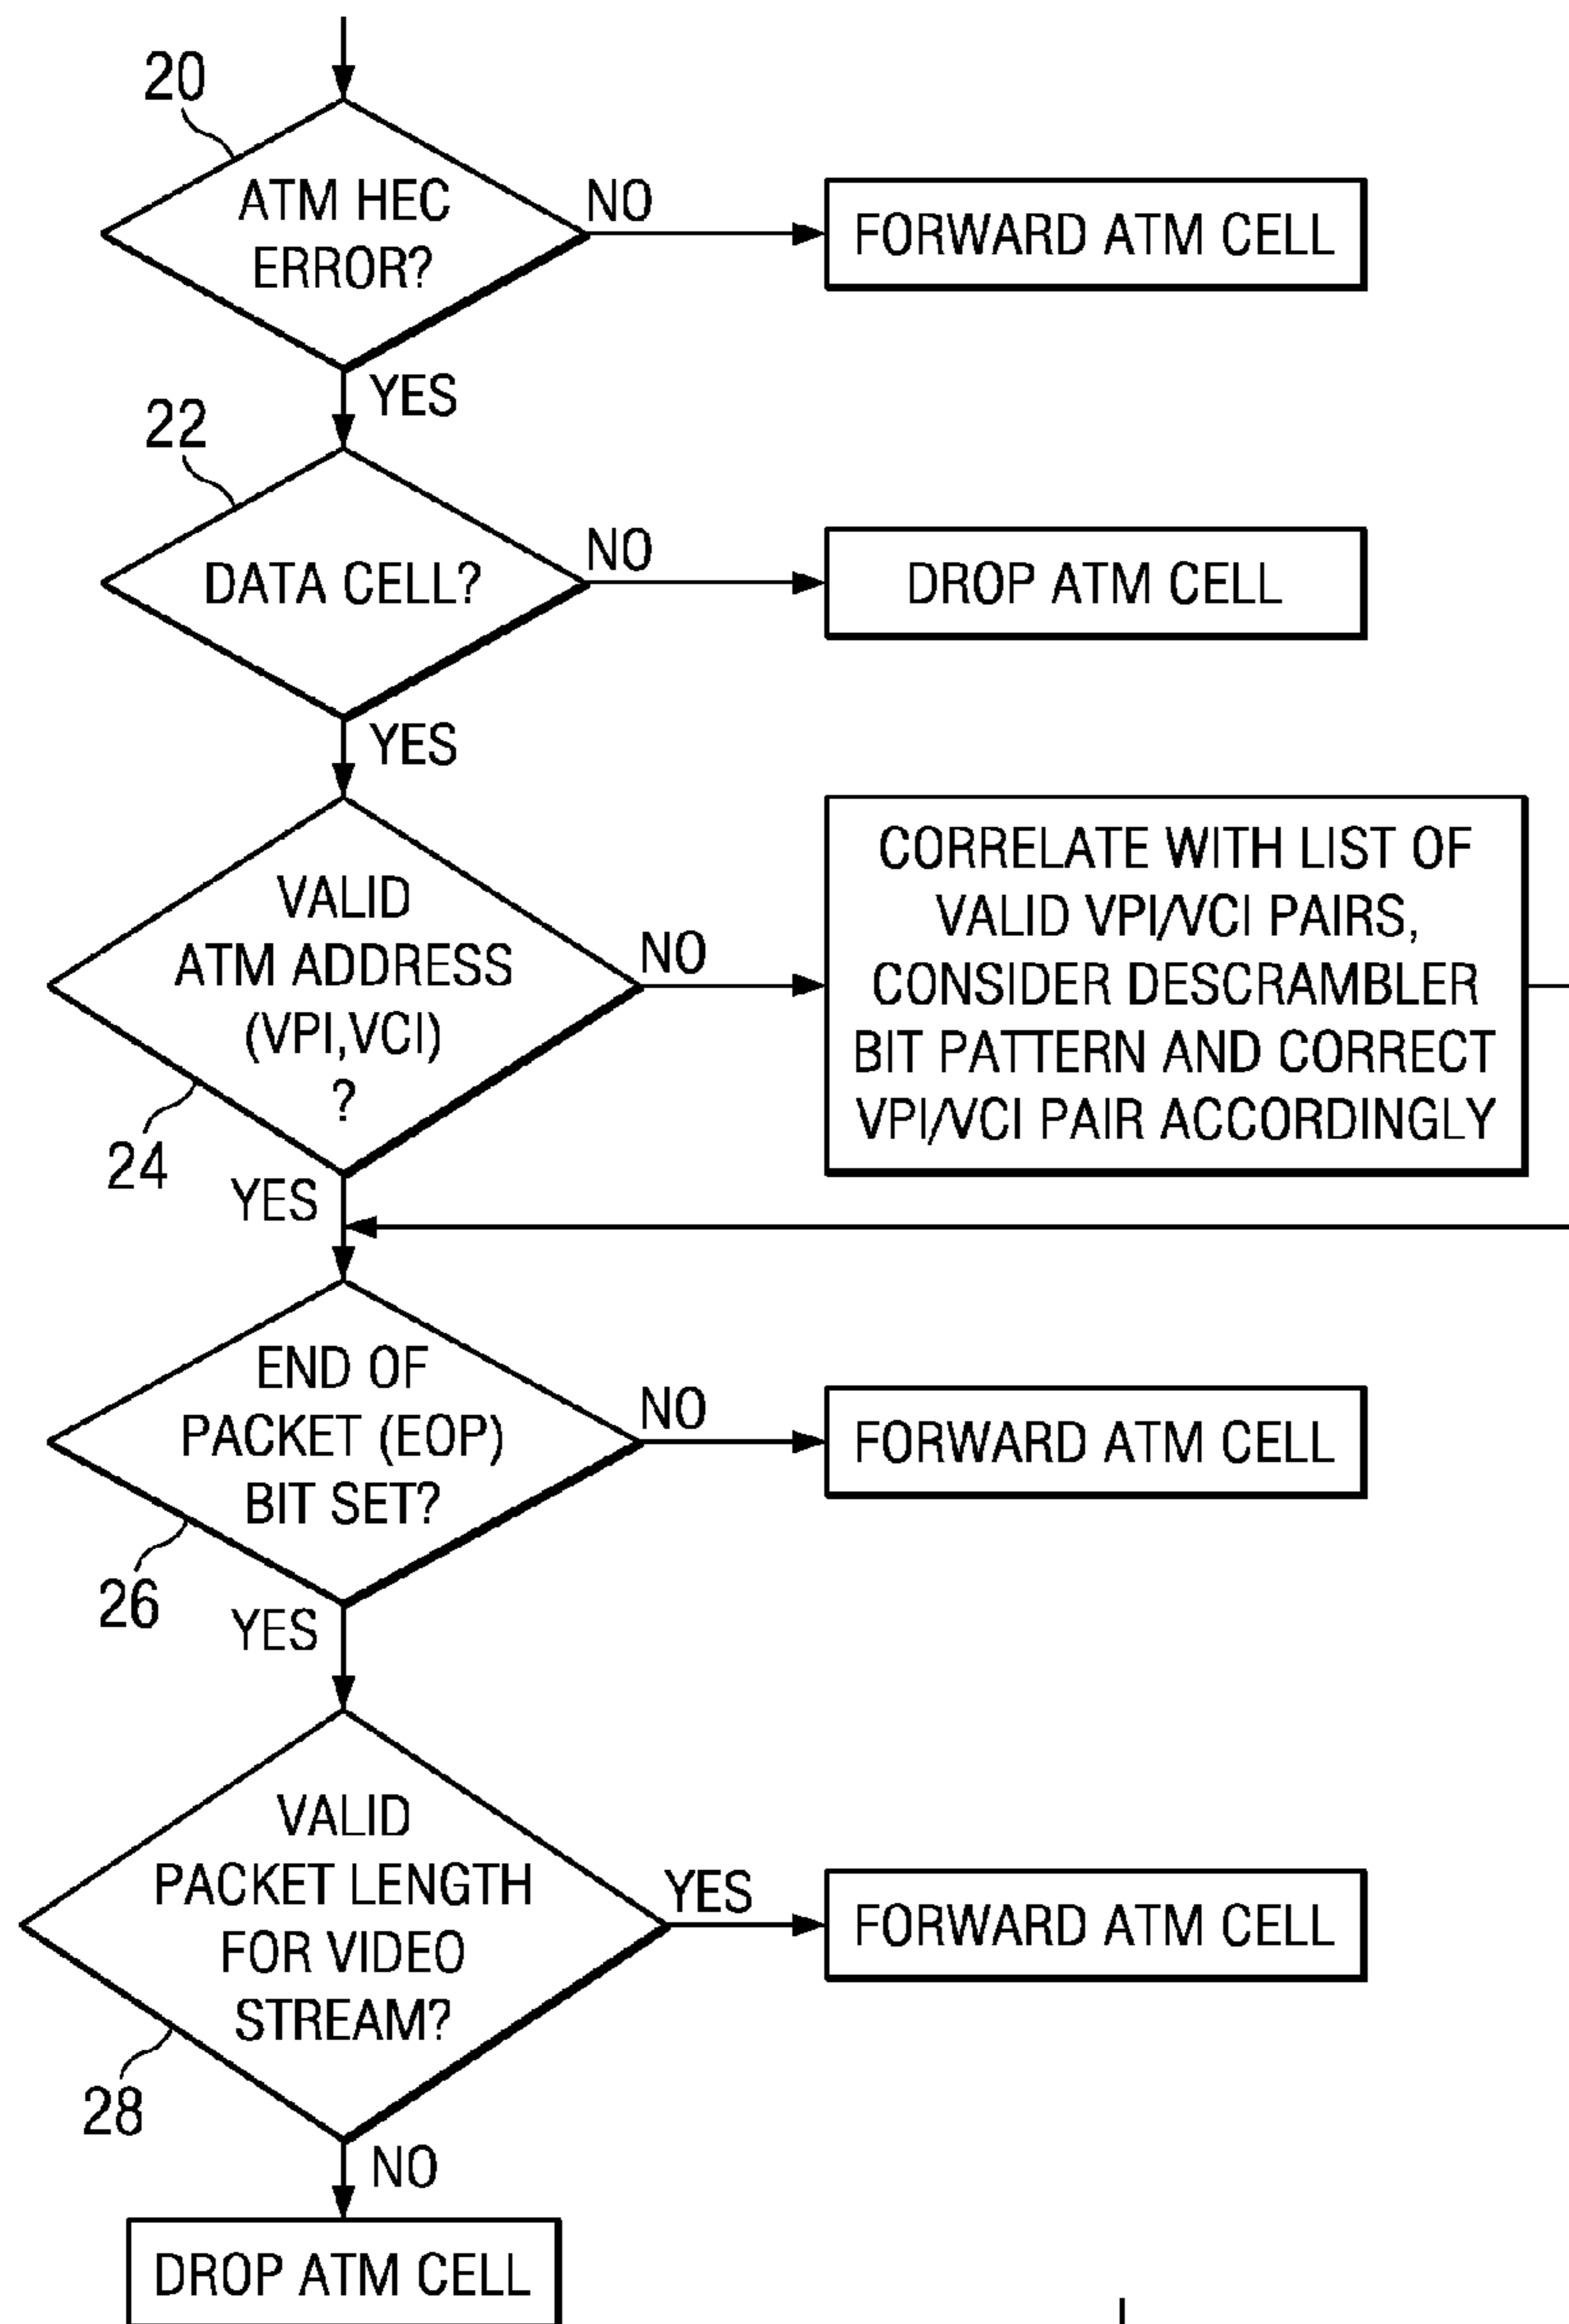 20
ATM HEC
ERROR?
NO
FORWARD ATM CELL
YES
22
DATA CELL?
NO
DROP ATM CELL
YES
VALID
ATM ADDRESS
(VPI,VCI)
?
24
NO
CORRELATE WITH LIST OF
VALID VPI/VCI PAIRS,
CONSIDER DESCRAMBLER
BIT PATTERN AND CORRECT
VPI/VCI PAIR ACCORDINGLY
YES
END OF
PACKET (EOP)
BIT SET?
26
NO
FORWARD ATM CELL
YES
VALID
PACKET LENGTH
FOR VIDEO
STREAM?
28
YES
FORWARD ATM CELL
NO
DROP ATM CELL